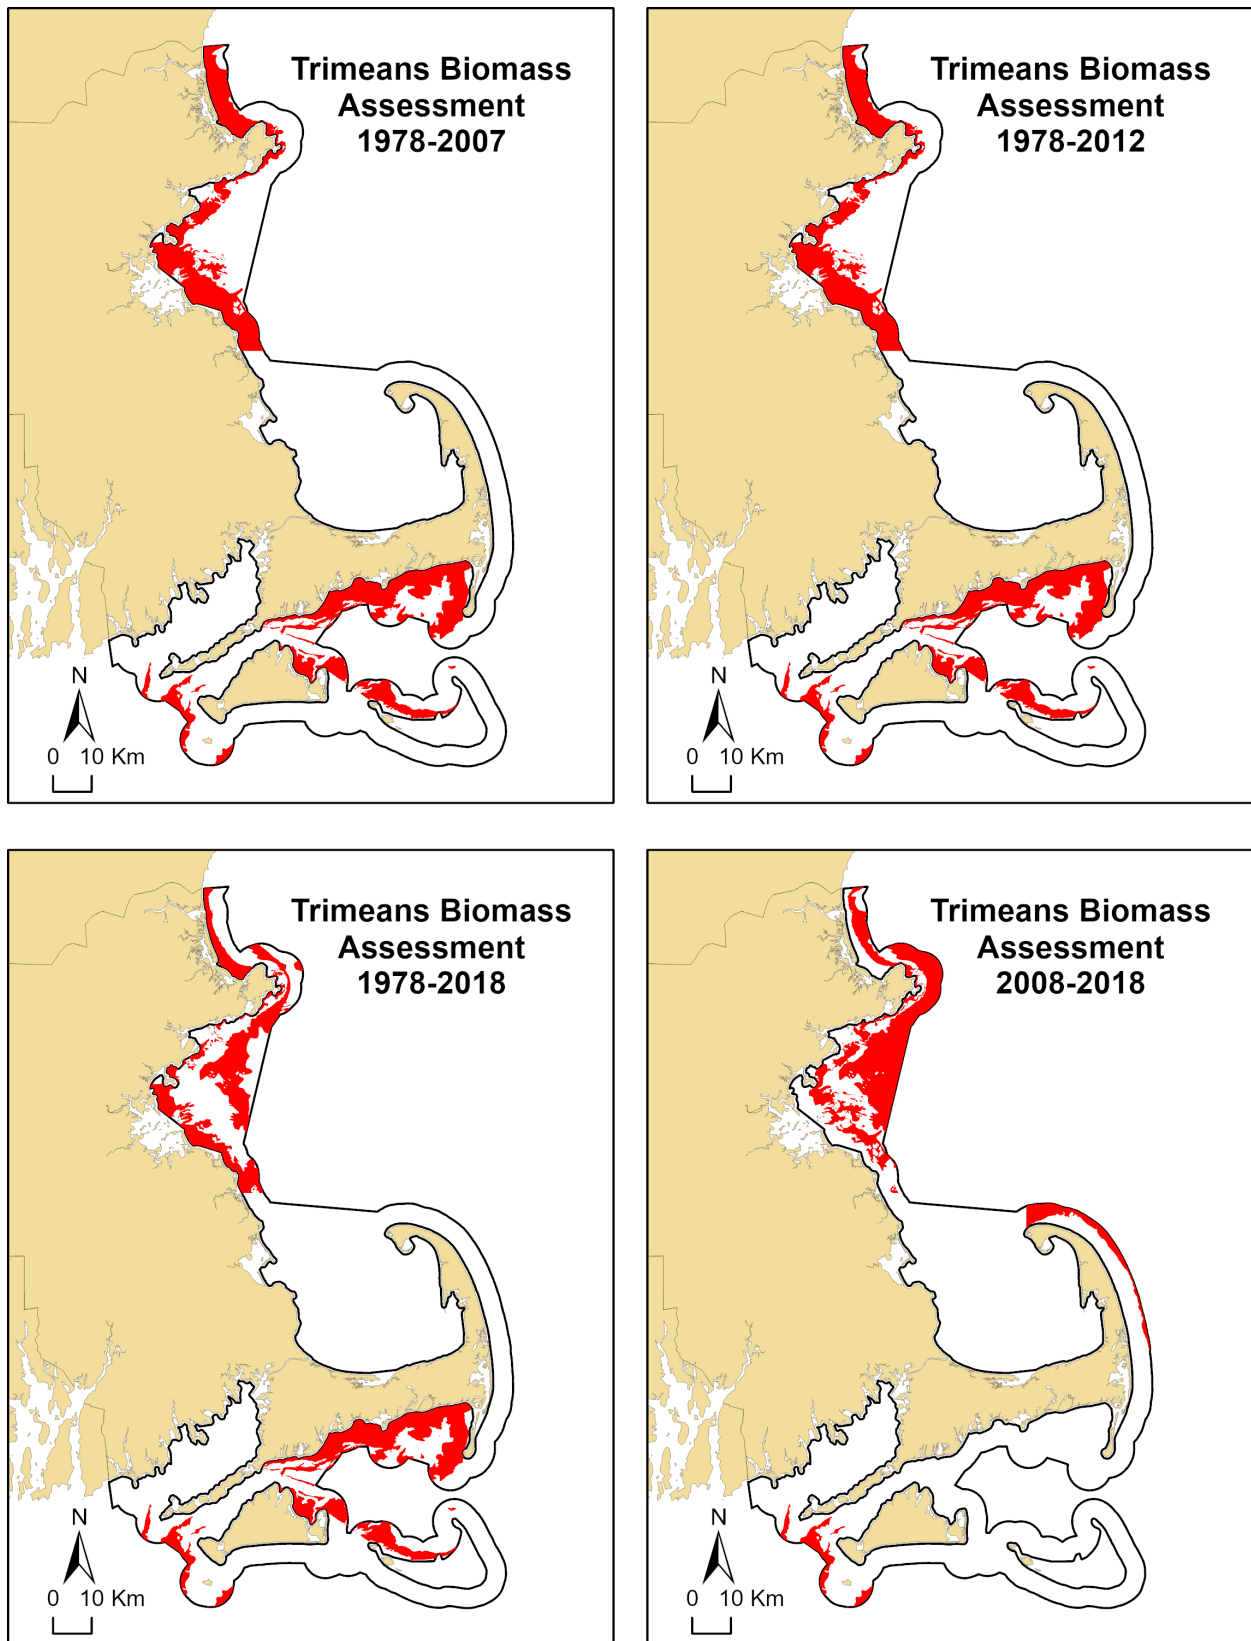 Trimeans Biomass
Assessment
1978-2007
N
0 10 Km
Trimeans Biomass
Assessment
1978-2012
N
0 10 Km
Trimeans Biomass
Assessment
1978-2018
N
0 10 Km
Trimeans Biomass
Assessment
2008-2018
N
0 10 Km